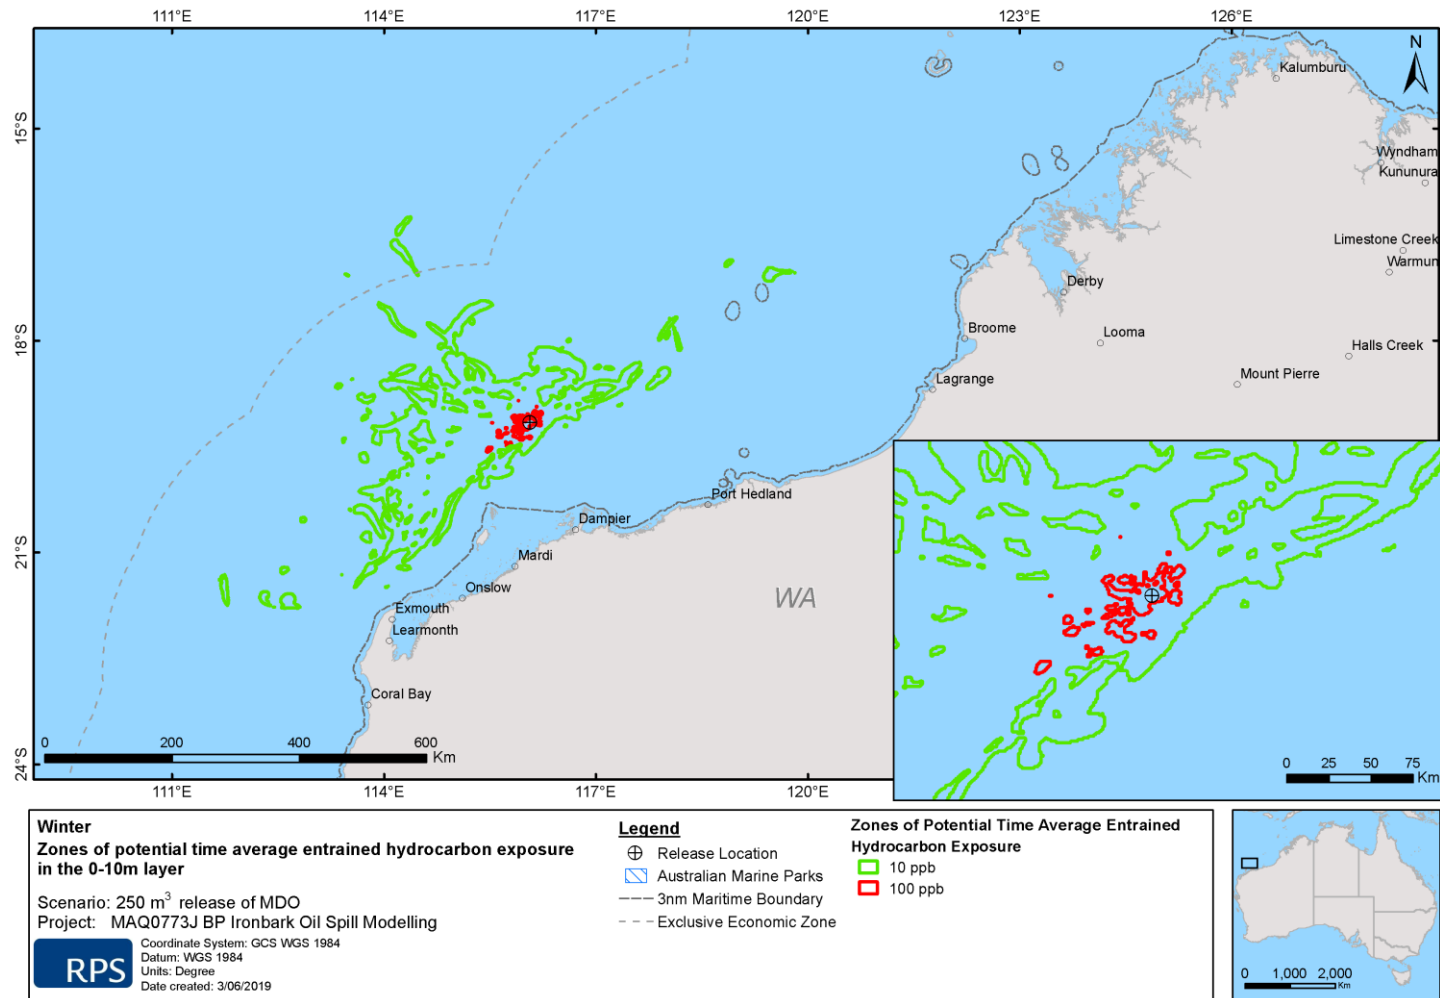 111°E
114°E
117°E
120°E
123°E
126°E
N
Kalumburu
15°S
Wyndham
Kununura
Limestone Creek
Warmun
Derby
18°S
Broome
Looma
Halls Creek
Lagrange
Mount Pierre
Port Hedland
Dampier
21°S
Mardi
Onslow
WA
Exmouth
Learmonth
Coral Bay
0 200 400 600
Km
24°S
0 25 50 75
Km
111°E
114°E
117°E
120°E
Winter
Zones of potential time average entrained hydrocarbon exposure
in the 0-10m layer
Scenario: 250 m³ release of MDO
Project: MAQ0773J BP Ironbark Oil Spill Modelling
RPS
Coordinate System: GCS WGS 1984
Datum: WGS 1984
Units: Degree
Date created: 3/06/2019
Legend
Release Location
Australian Marine Parks
3nm Maritime Boundary
Exclusive Economic Zone
Zones of Potential Time Average Entrained
Hydrocarbon Exposure
10 ppb
100 ppb
0 1,000 2,000
Km